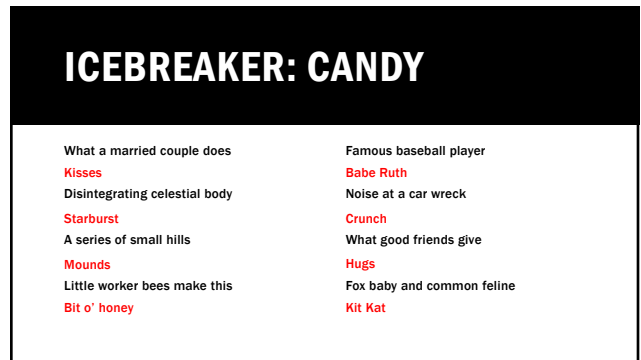 ICEBREAKER: CANDY
What a married couple does
Kisses
Disintegrating celestial body
Starburst
A series of small hills
Mounds
Little worker bees make this
Bit o’ honey
Famous baseball player
Babe Ruth
Noise at a car wreck
Crunch
What good friends give
Hugs
Fox baby and common feline
Kit Kat